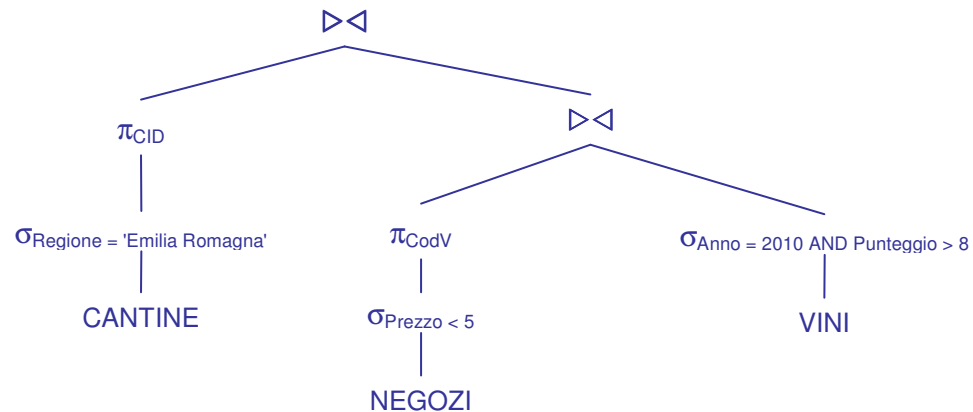 ▷◁
▷◁
πCID
σRegione = 'Emilia Romagna'
πCodV
σAnno = 2010 AND Punteggio > 8
CANTINE
σPrezzo < 5
VINI
NEGOZI